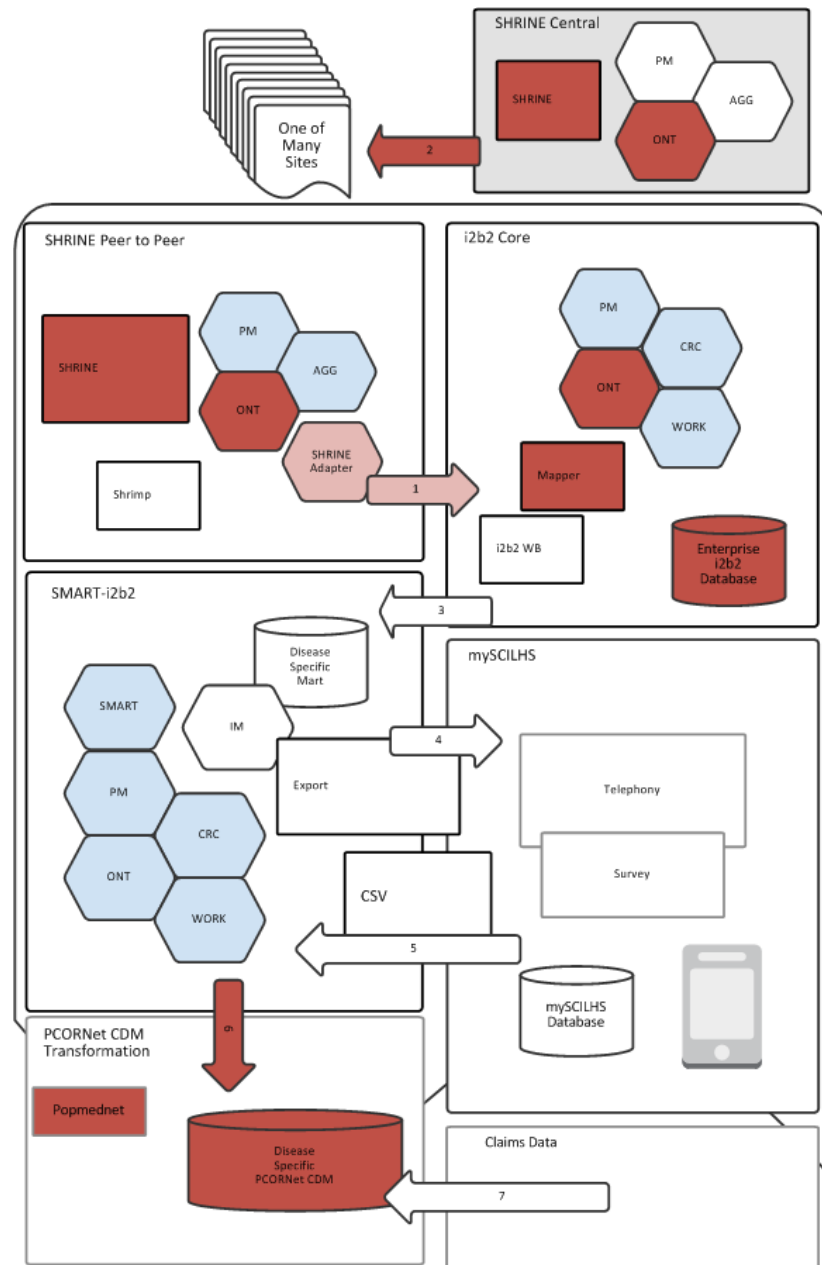 SHRINE Central
PM
SHRINE
AGG
ONT
One of
Many
Sites
2
SHRINE Peer to Peer
PM
SHRINE
AGG
ONT
SHRINE
Adapter
Shrimp
1
i2b2 Core
PM
CRC
ONT
WORK
Mapper
i2b2 WB
Enterprise
i2b2
Database
SMART-i2b2
3
Disease
Specific
Mart
SMART
IM
4
PM
Export
CRC
ONT
CSV
WORK
5
mySCILHS
Telephony
Survey
mySCILHS
Database
6
PCORNet CDM
Transformation
Popmednet
Disease
Specific
PCORNet CDM
Claims Data
7